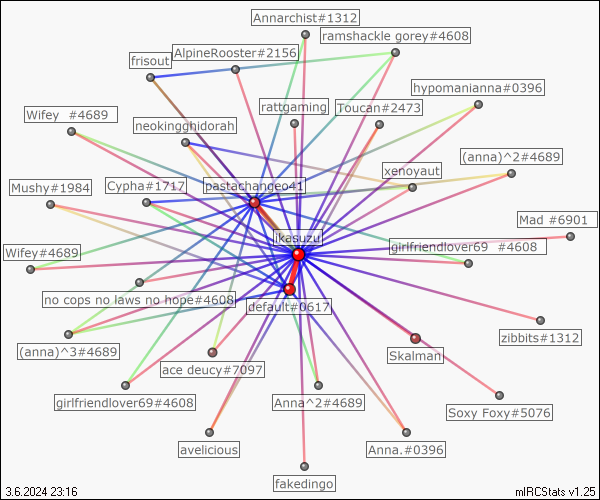 Annarchist#1312
ramshackle gorey#4608
AlpineRooster#2156
frisout
hypomanianna#0396
rattgaming
Toucan#2473
Wifey #4689
neokingghidorah
(anna)^2#4689
xenoyaut
Mushy#1984
Cypha#1717
pastachangeo41
Mad #6901
ikasuzu
girlfriendlover69 #4608
Wifey#4689
no cops no laws no hope#4608
default#0617
zibbits#1312
(anna)^3#4689
Skalman
ace deucy#7097
girlfriendlover69#4608
Anna^2#4689
Soxy Foxy#5076
avelicious
Anna.#0396
fakedingo
3.6.2024 23:16
mIRCStats v1.25